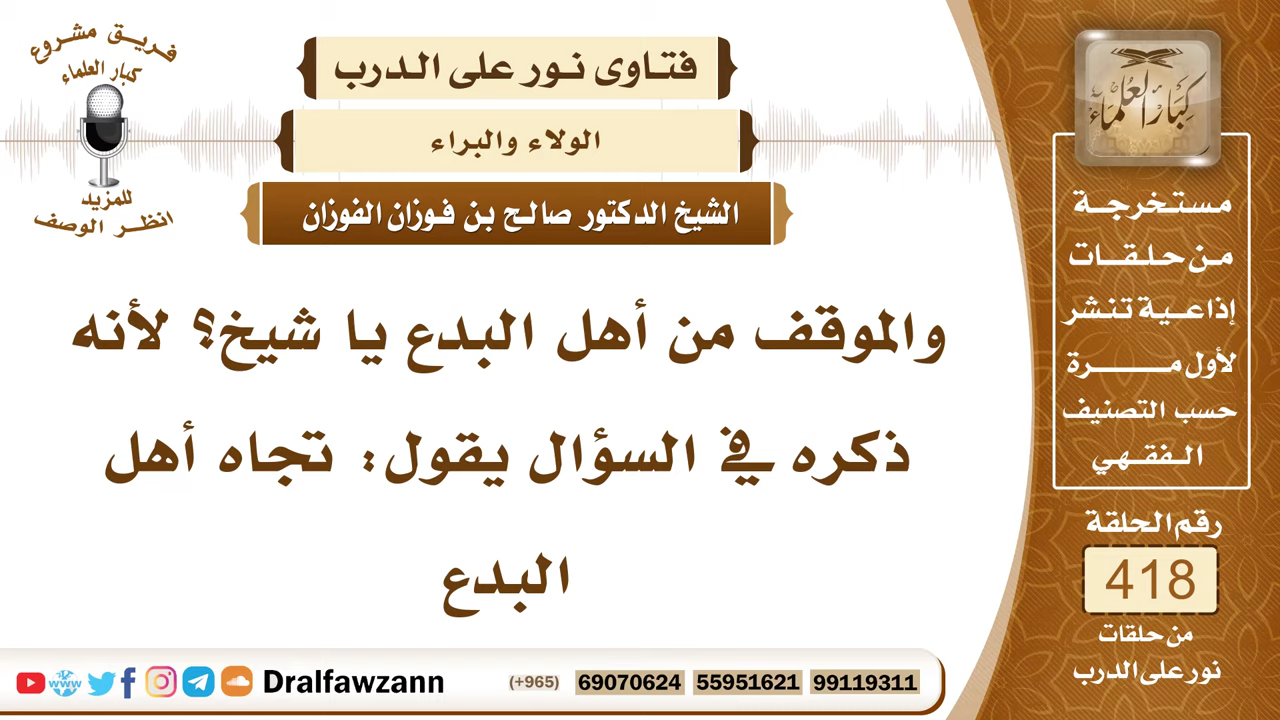 فريق مشروع
كبار العلماء
للمزيد
انظر الوصف
فتاوى نور على الدرب
الولاء والبراء
الشيخ الدكتور صالح بن فوزان الفوزان
والموقف من أهل البدع يا شيخ؟ لأنه
ذكره في السؤال يقول: تجاه أهل
البدع
كبار العلماء
مستخرجة
من حلقات
إذاعية تنشر
لأول مرة
حسب التصنيف
الفقهي
رقم الحلقة
418
من حلقات
نور على الدرب
www Dralfawzann (+965) 69070624 55951621 99119311